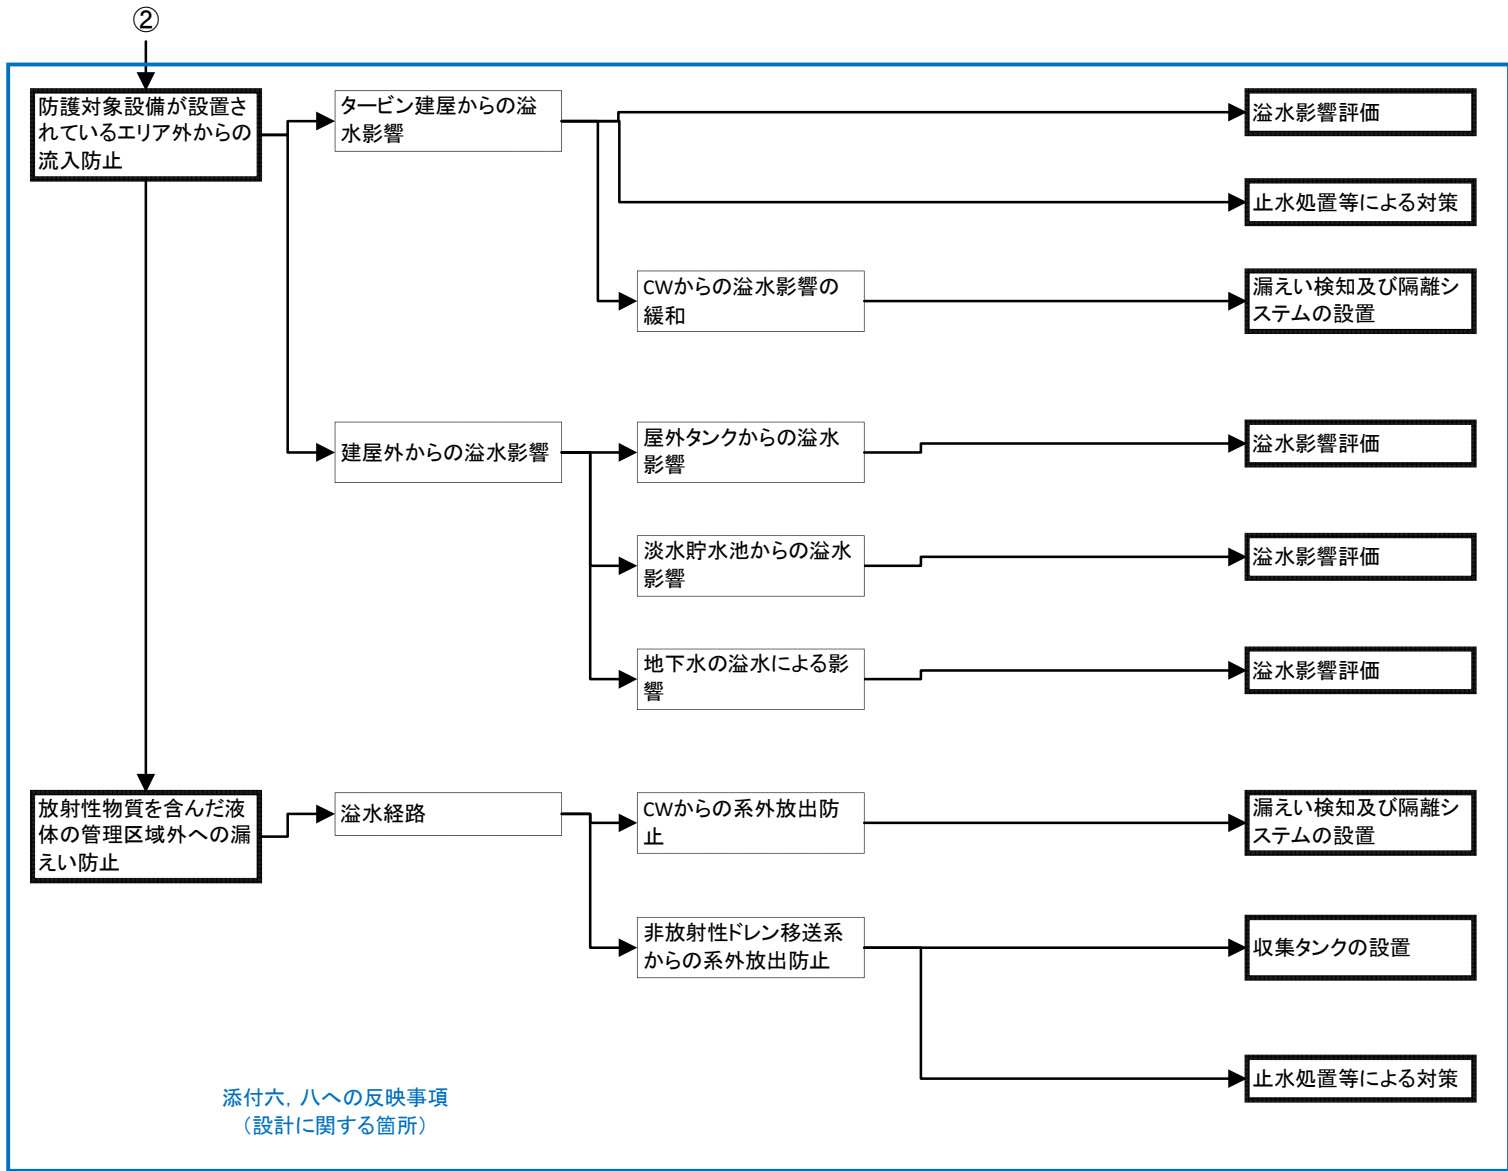 ②
防護対象設備が設置さ
れているエリア外からの
流入防止
タービン建屋からの溢
水影響
溢水影響評価
止水処置等による対策
CWからの溢水影響の
緩和
漏えい検知及び隔離シ
ステムの設置
建屋外からの溢水影響
屋外タンクからの溢水
影響
溢水影響評価
淡水貯水池からの溢水
影響
溢水影響評価
地下水の溢水による影
響
溢水影響評価
放射性物質を含んだ液
体の管理区域外への漏
えい防止
溢水経路
CWからの系外放出防
止
漏えい検知及び隔離シ
ステムの設置
非放射性ドレン移送系
からの系外放出防止
収集タンクの設置
止水処置等による対策
添付六，八への反映事項
（設計に関する箇所）